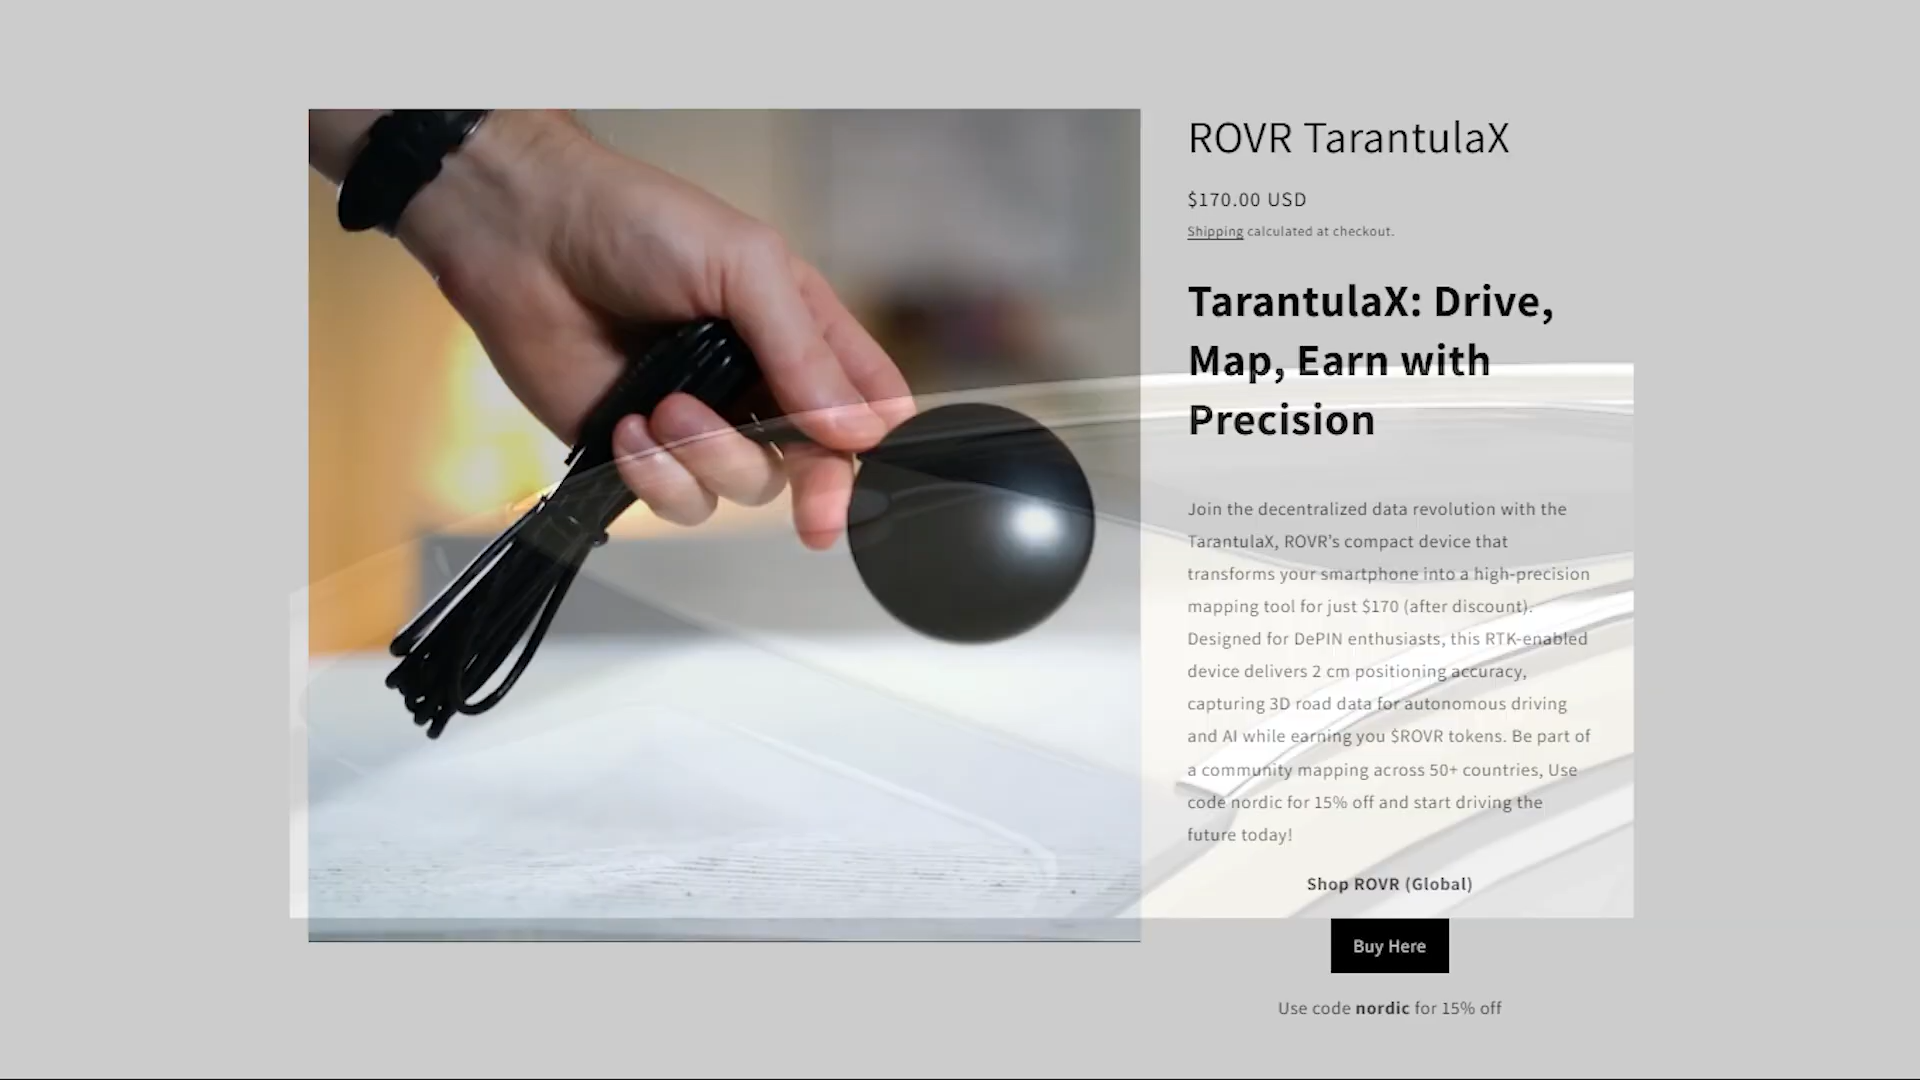 ROVR TarantulaX
$170.00 USD
Shipping calculated at checkout.
TarantulaX: Drive,
Map, Earn with
Precision
Join the decentralized data revolution with the
TarantulaX, ROVR's compact device that
transforms your smartphone into a high-precision
mapping tool for just $170 (after discount).
Designed for DePIN enthusiasts, this RTK-enabled
device delivers 2 cm positioning accuracy,
capturing 3D road data for autonomous driving
and AI while earning you $ROVR tokens. Be part of
a community mapping across 50+ countries, Use
code nordic for 15% off and start driving the
future today!
Shop ROVR (Global)
Buy Here
Use code nordic for 15% off